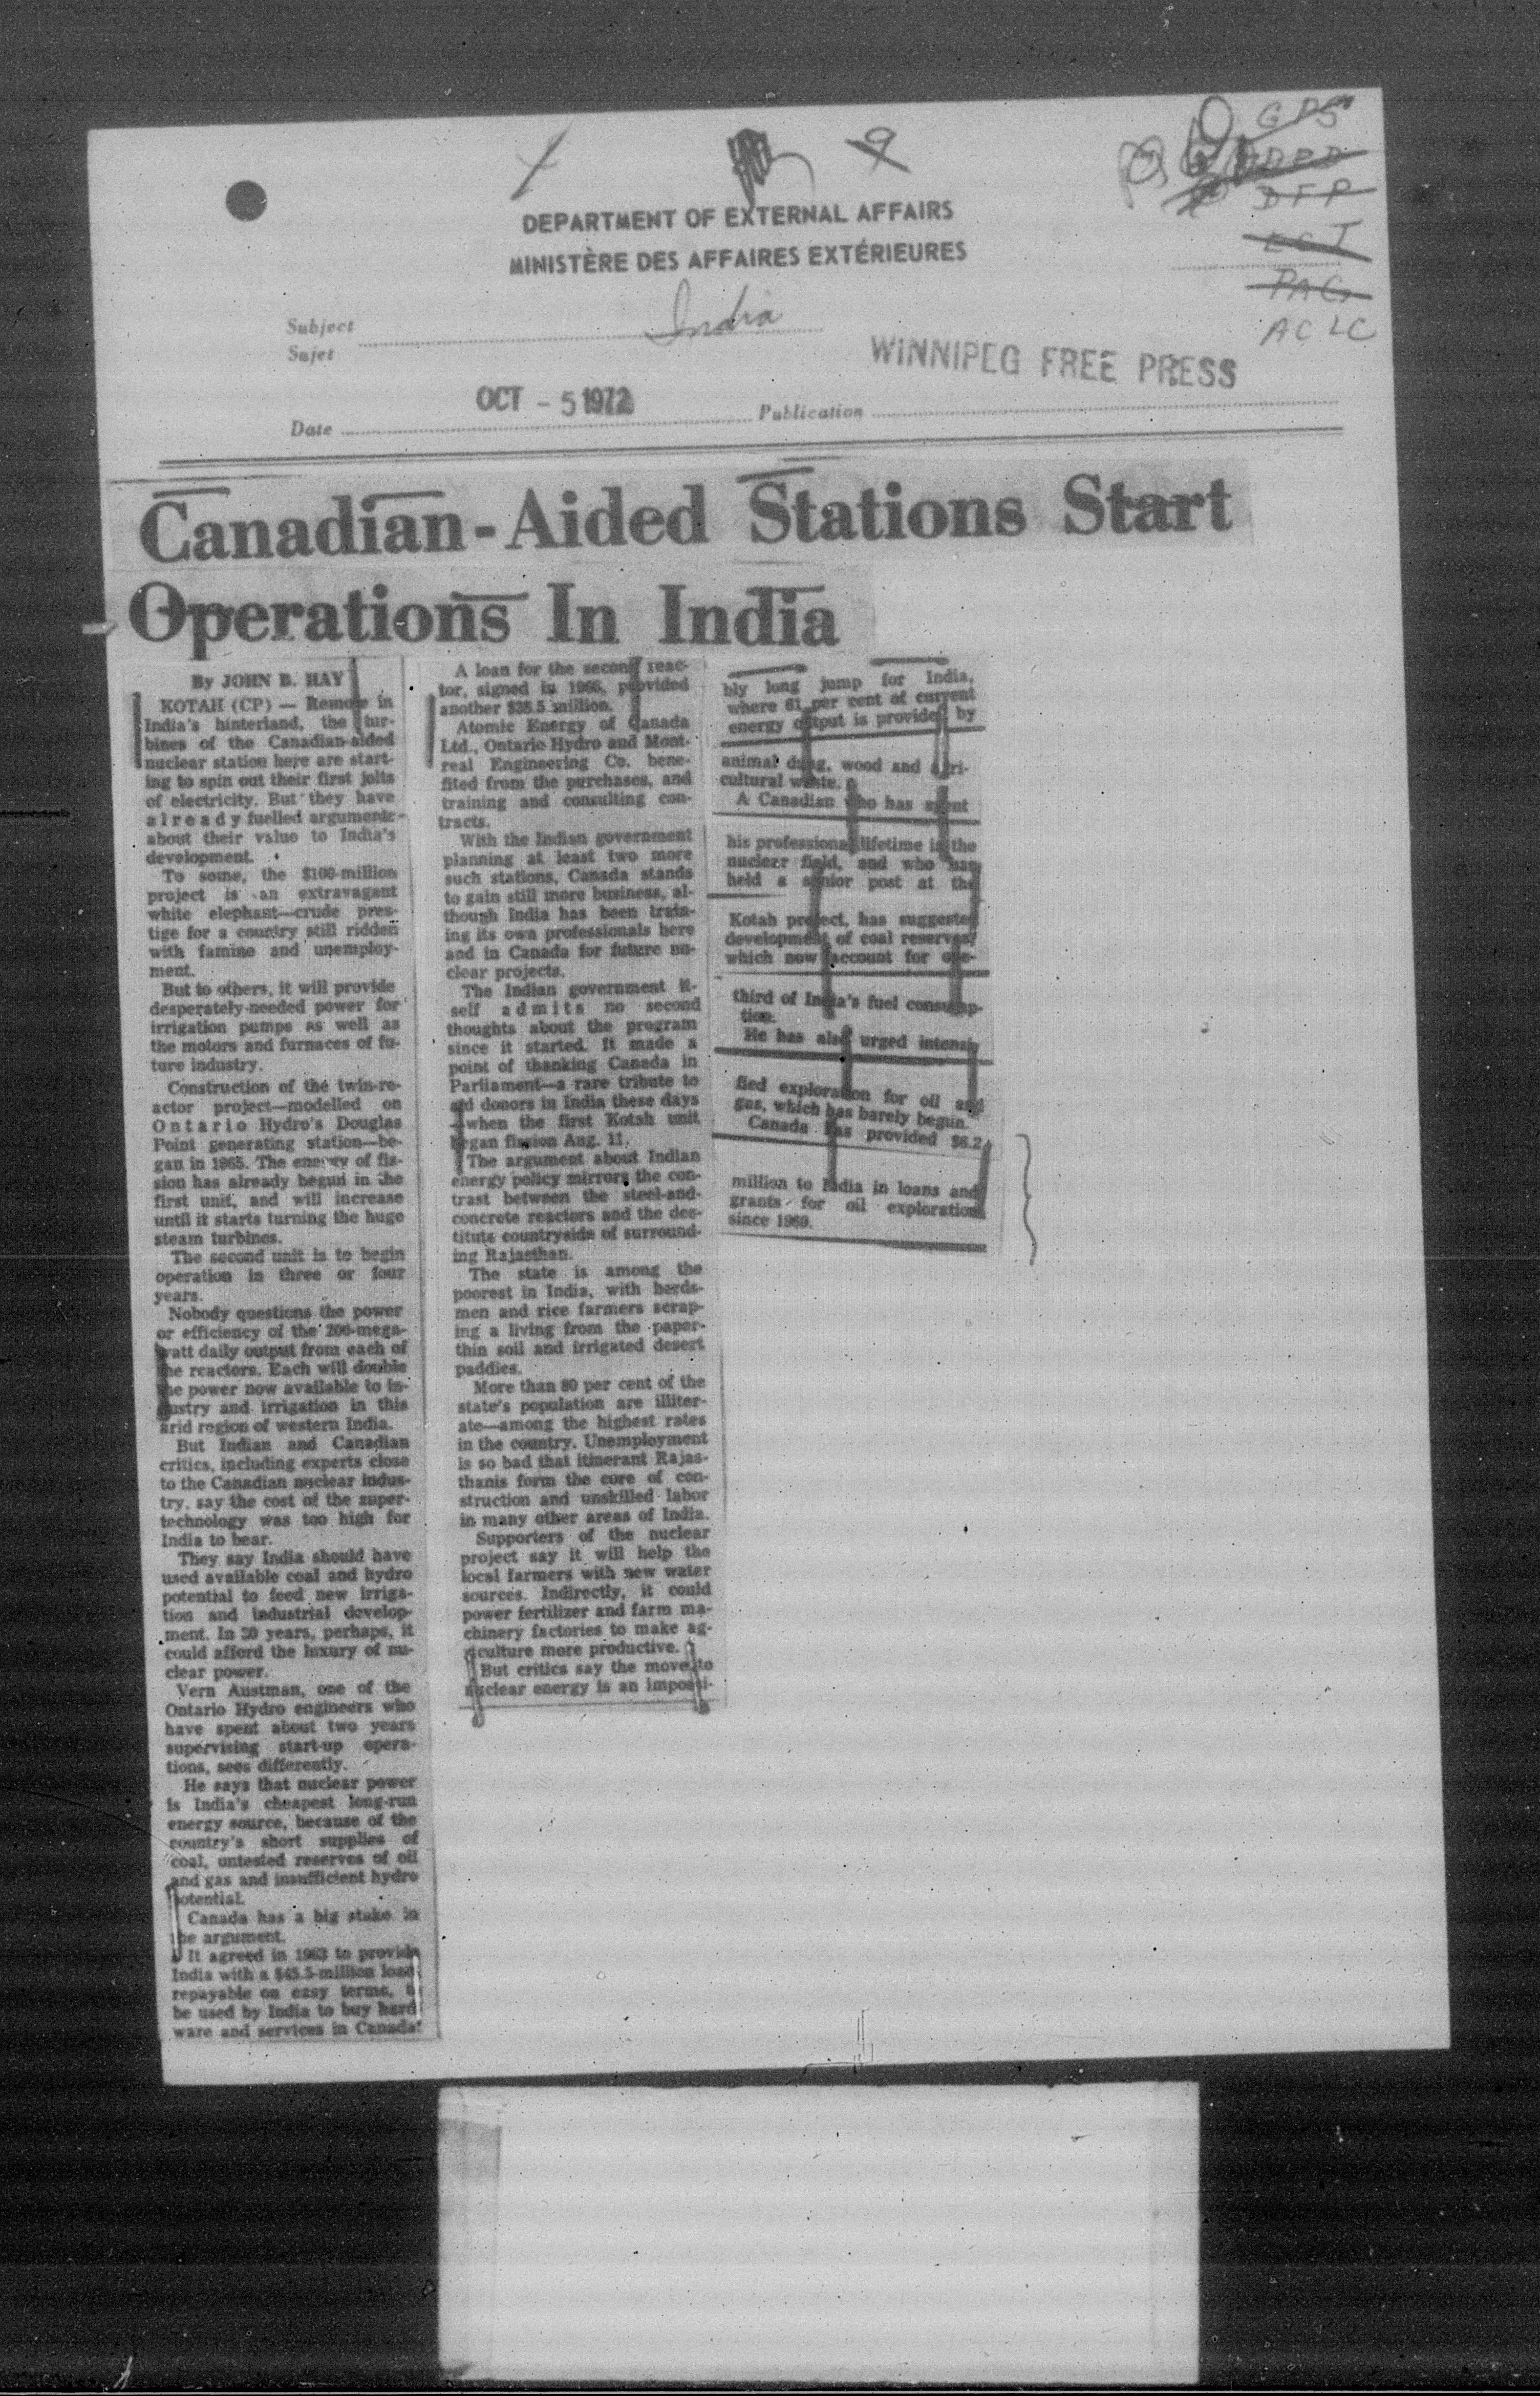 9
GPS
DFP
PAG
ACLC
DEPARTMENT OF EXTERNAL AFFAIRS
MINISTÈRE DES AFFAIRES EXTÉRIEURES
Subject
Sujet
India
WINNIPEG FREE PRESS
OCT - 5 1972
Date
Publication
Canadian-Aided Stations Start
Operations In India
By JOHN B. HAY
KOTAH (CP) — Remote in
India's hinterland, the tur-
bines of the Canadian-aided
nuclear station here are start-
ing to spin out their first jolts
of electricity. But they have
already fuelled arguments
about their value to India's
development.
To some, the $100-million
project is an extravagant
white elephant—crude pres-
tige for a country still ridden
with famine and unemploy-
ment.
But to others, it will provide
desperately-needed power for
irrigation pumps as well as
the motors and furnaces of fu-
ture industry.
Construction of the twin-re-
actor project—modelled on
Ontario Hydro's Douglas
Point generating station—be-
gan in 1965. The energy of fis-
sion has already begun in the
first unit, and will increase
until it starts turning the huge
steam turbines.
The second unit is to begin
operation in three or four
years.
Nobody questions the power
or efficiency of the 200-mega-
watt daily output from each of
the reactors. Each will double
the power now available to in-
dustry and irrigation in this
arid region of western India.
But Indian and Canadian
critics, including experts close
to the Canadian nuclear indus-
try, say the cost of the super-
technology was too high for
India to bear.
They say India should have
used available coal and hydro
potential to feed new irriga-
tion and industrial develop-
ment. In 20 years, perhaps, it
could afford the luxury of nu-
clear power.
Vern Austman, one of the
Ontario Hydro engineers who
have spent about two years
supervising start-up opera-
tions, sees differently.
He says that nuclear power
is India's cheapest long-run
energy source, because of the
country's short supplies of
coal, untested reserves of oil
and gas and insufficient hydro
potential.
Canada has a big stake in
the argument.
It agreed in 1963 to provide
India with a $45.5-million loan
repayable on easy terms, to
be used by India to buy hard
ware and services in Canada.
A loan for the second reac-
tor, signed in 1966, provided
another $38.5 million.
Atomic Energy of Canada
Ltd., Ontario Hydro and Mont-
real Engineering Co. bene-
fited from the purchases, and
training and consulting con-
tracts.
With the Indian government
planning at least two more
such stations, Canada stands
to gain still more business, al-
though India has been train-
ing its own professionals here
and in Canada for future nu-
clear projects.
The Indian government it-
self admits no second
thoughts about the program
since it started. It made a
point of thanking Canada in
Parliament—a rare tribute to
aid donors in India these days
—when the first Kotah unit
began fission Aug. 11.
The argument about Indian
energy policy mirrors the con-
trast between the steel-and-
concrete reactors and the des-
titute countryside of surround-
ing Rajasthan.
The state is among the
poorest in India, with herds-
men and rice farmers scrap-
ing a living from the paper-
thin soil and irrigated desert
paddies.
More than 80 per cent of the
state's population are illiter-
ate—among the highest rates
in the country. Unemployment
is so bad that itinerant Rajas-
thanis form the core of con-
struction and unskilled labor
in many other areas of India.
Supporters of the nuclear
project say it will help the
local farmers with new water
sources. Indirectly, it could
power fertilizer and farm ma-
chinery factories to make ag-
riculture more productive.
But critics say the move to
nuclear energy is an impossi-
bly long jump for India,
where 61 per cent of current
energy output is provided by
animal dung, wood and agri-
cultural waste.
A Canadian who has spent
his professional lifetime in the
nuclear field, and who has
held a senior post at the
Kotah project, has suggested
development of coal reserves,
which now account for one-
third of India's fuel consump-
tion.
He has also urged intensi-
fied exploration for oil and
gas, which has barely begun.
Canada has provided $6.2
million to India in loans and
grants for oil exploration
since 1969.